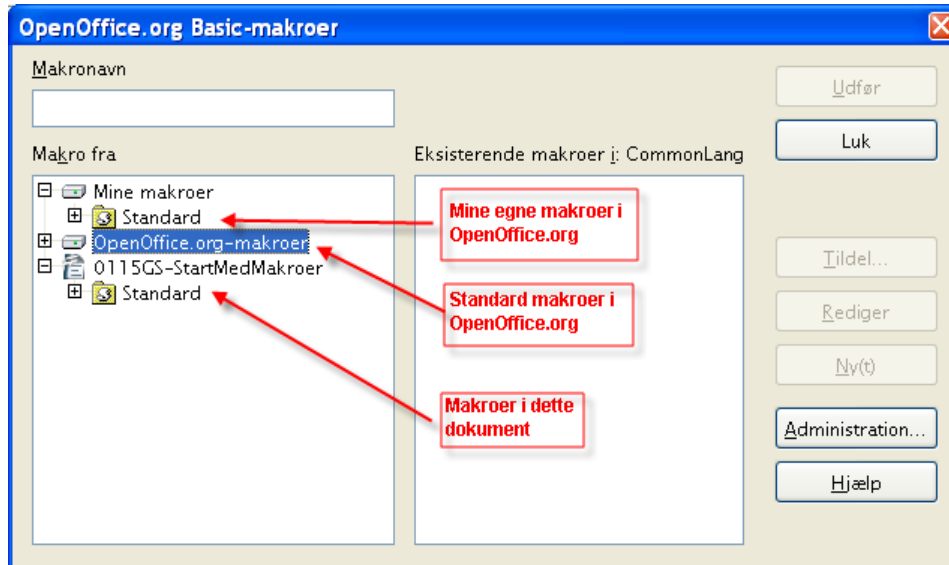 OpenOffice.org Basic-makroer
Makronavn
Udfør
Luk
Makro fra
Eksisterende makroer i: CommonLang
Mine makroer
Standard
OpenOffice.org-makroer
0115GS-StartMedMakroer
Standard
Mine egne makroer i
OpenOffice.org
Standard makroer i
OpenOffice.org
Makroer i dette
dokument
Tildel...
Rediger
Ny(t)
Administration...
Hjælp